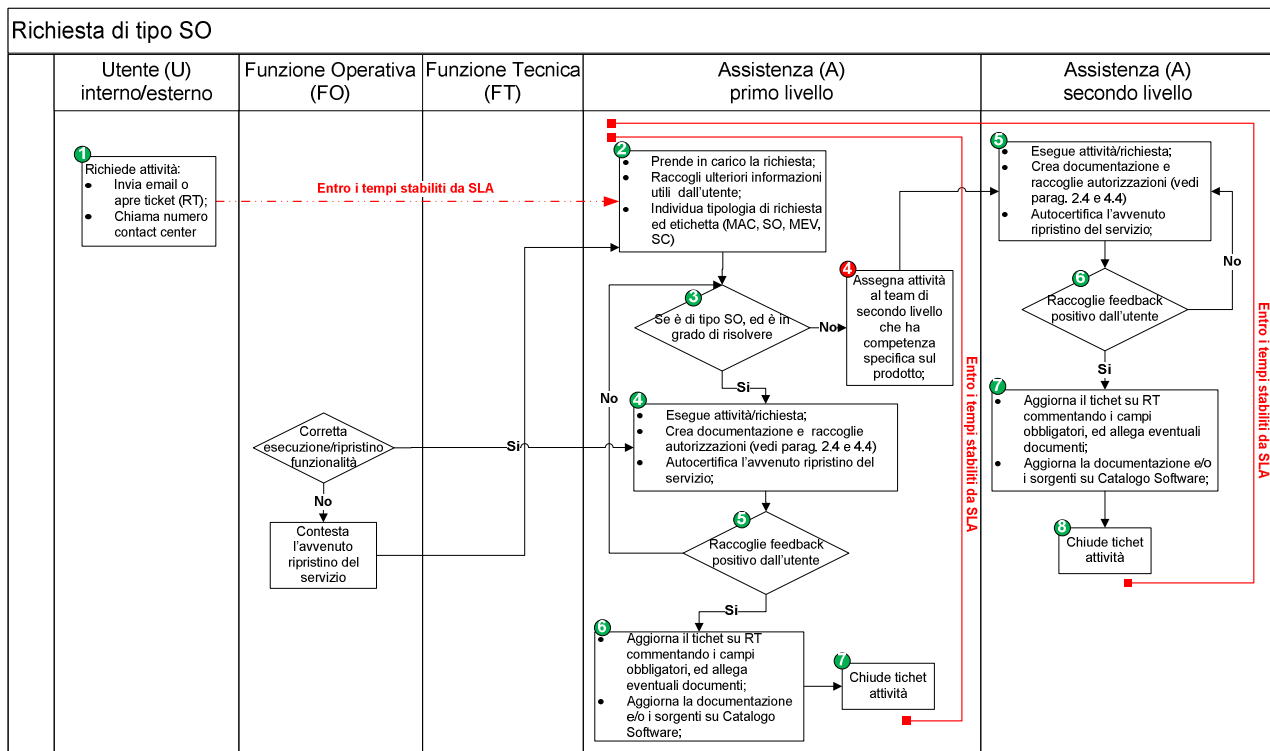 Richiesta di tipo SO
Utente (U)
interno/esterno
Funzione Operativa
(FO)
Funzione Tecnica
(FT)
Assistenza (A)
primo livello
Assistenza (A)
secondo livello
1
Richiede attività:
• Invia email o
apre ticket (RT);
• Chiama numero
contact center
Entro i tempi stabiliti da SLA
2
• Prende in carico la richiesta;
• Raccogli ulteriori informazioni
utili dall'utente;
• Individua tipologia di richiesta
ed etichetta (MAC, SO, MEV,
SC)
3
Se è di tipo SO, ed è in
grado di risolvere
No
4
Assegna attività
al team di
secondo livello
che ha
competenza
specifica sul
prodotto;
Si
No
4
• Esegue attività/richiesta;
• Crea documentazione e raccoglie
autorizzazioni (vedi parag. 2.4 e 4.4)
• Autocertifica l'avvenuto ripristino del
servizio;
Corretta
esecuzione/ripristino
funzionalità
Si
No
Contesta
l'avvenuto
ripristino del
servizio
5
Raccoglie feedback
positivo dall'utente
Si
6
• Aggiorna il tichet su RT
commentando i campi
obbligatori, ed allega
eventuali documenti;
• Aggiorna la documentazione
e/o i sorgenti su Catalogo
Software;
7
Chiude tichet
attività
Entro i tempi stabiliti da SLA
5
• Esegue attività/richiesta;
• Crea documentazione e
raccoglie autorizzazioni (vedi
parag. 2.4 e 4.4)
• Autocertifica l'avvenuto
ripristino del servizio;
No
6
Raccoglie feedback
positivo dall'utente
Si
7
• Aggiorna il tichet su RT
commentando i campi
obbligatori, ed allega eventuali
documenti;
• Aggiorna la documentazione e/o
i sorgenti su Catalogo Software;
8
Chiude tichet
attività
Entro i tempi stabiliti da SLA